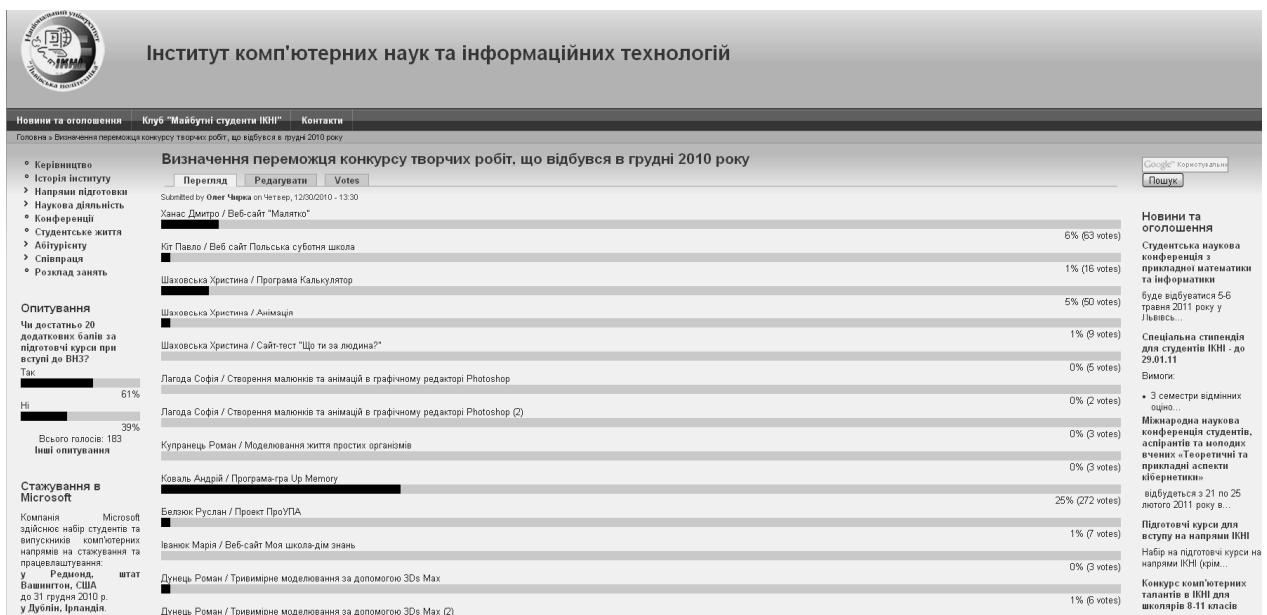 Національний університет
ІКНІ
"Львівська політехніка"
Інститут комп'ютерних наук та інформаційних технологій
Новини та оголошення
Клуб "Майбутні студенти ІКНІ"
Контакти
Головна » Визначення переможця конкурсу творчих робіт, що відбувся в грудні 2010 року
Керівництво
Історія інституту
Напрями підготовки
Наукова діяльність
Конференції
Студентське життя
Абітурієнту
Співпраця
Розклад занять
Опитування
Чи достатньо 20
додаткових балів за
підготовчі курси при
вступі до ВНЗ?
Так
61%
Ні
39%
Всього голосів: 183
Інші опитування
Стажування в
Microsoft
Компанія Microsoft
здійснює набір студентів та
випускників комп'ютерних
напрямів на стажування та
працевлаштування:
у Редмонд, штат
Вашингтон, США
до 31 грудня 2010 р.
у Дублін, Ірландія.
Визначення переможця конкурсу творчих робіт, що відбувся в грудні 2010 року
Перегляд
Редагувати
Votes
Submitted by Олег Чирка on Четвер, 12/30/2010 - 13:30
Ханас Дмитро / Веб-сайт "Малятко"
6% (63 votes)
Кіт Павло / Веб сайт Польська суботня школа
1% (16 votes)
Шаховська Христина / Програма Калькулятор
5% (50 votes)
Шаховська Христина / Анімація
1% (9 votes)
Шаховська Христина / Сайт-тест "Що ти за людина?"
0% (5 votes)
Лагода Софія / Створення малюнків та анімацій в графічному редакторі Photoshop
0% (2 votes)
Лагода Софія / Створення малюнків та анімацій в графічному редакторі Photoshop (2)
0% (3 votes)
Купранець Роман / Моделювання життя простих організмів
0% (3 votes)
Коваль Андрій / Програма-гра Up Memory
25% (272 votes)
Белзюк Руслан / Проект ПроУПА
1% (7 votes)
Іванюк Марія / Веб-сайт Моя школа-дім знань
0% (3 votes)
Дунець Роман / Тривимірне моделювання за допомогою 3Ds Max
1% (6 votes)
Дунець Роман / Тривимірне моделювання за допомогою 3Ds Max (2)
Google™ Користувальни
Пошук
Новини та
оголошення
Студентська наукова
конференція з
прикладної математики
та інформатики
буде відбуватися 5-6
травня 2011 року у
Львівсь...
Спеціальна стипендія
для студентів ІКНІ - до
29.01.11
Вимоги:
• 3 семестри відмінних
оціно...
Міжнародна наукова
конференція студентів,
аспірантів та молодих
вчених «Теоретичні та
прикладні аспекти
кібернетики»
відбудеться з 21 по 25
лютого 2011 року в...
Підготовчі курси для
вступу на напрями ІКНІ
Набір на підготовчі курси на
напрями ІКНІ (крім...
Конкурс комп'ютерних
талантів в ІКНІ для
школярів 8-11 класів